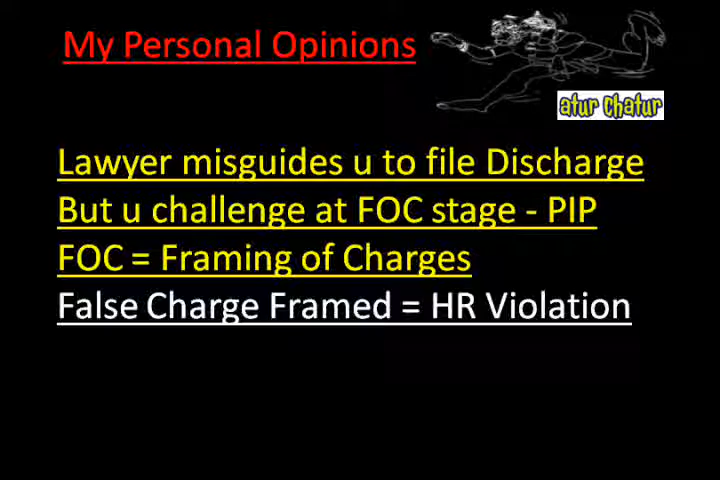 My Personal Opinions
atur chatur
Lawyer misguides u to file Discharge
But u challenge at FOC stage - PIP
FOC = Framing of Charges
False Charge Framed = HR Violation